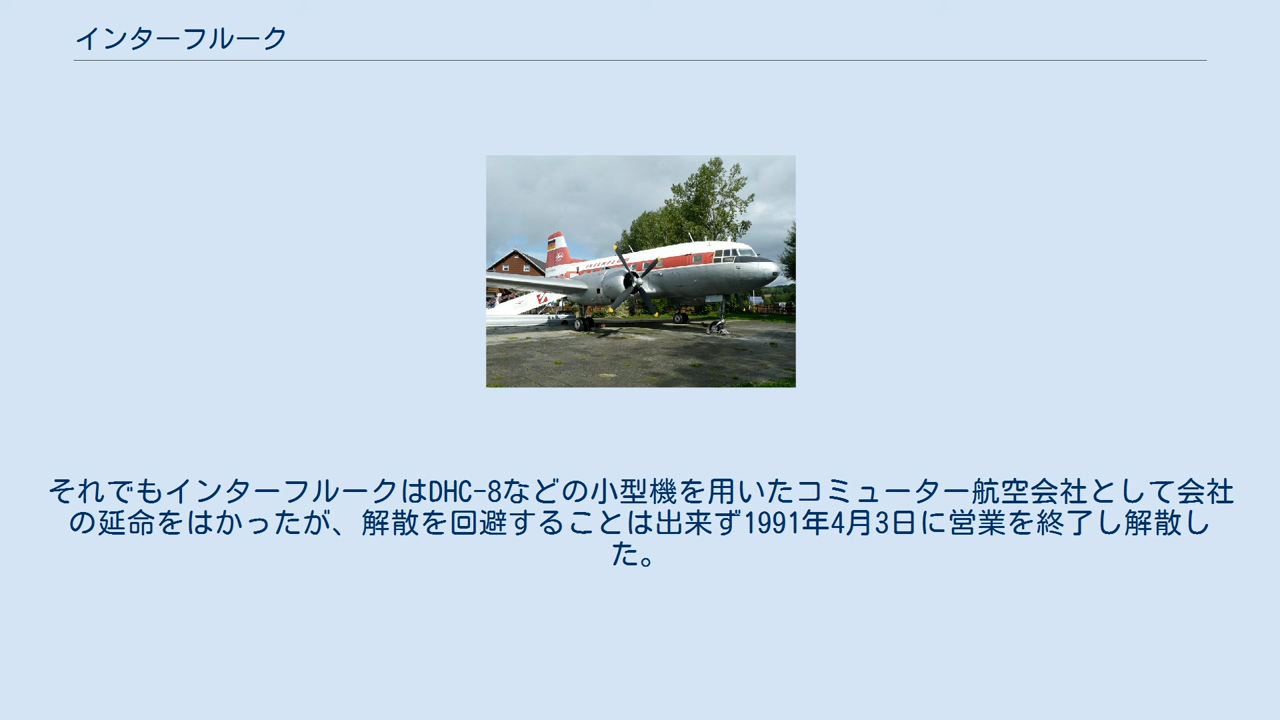 インターフルーク
それでもインターフルークはDHC-8などの小型機を用いたコミューター航空会社として会社
の延命をはかったが、解散を回避することは出来ず1991年4月3日に営業を終了し解散し
た。